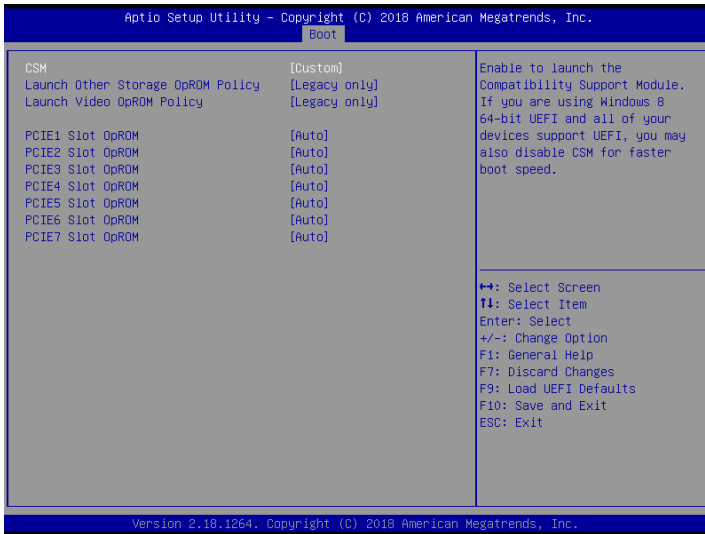 Aptio Setup Utility – Copyright (C) 2018 American Megatrends, Inc.
Boot
CSM [Custom]
Launch Other Storage OpROM Policy [Legacy only]
Launch Video OpROM Policy [Legacy only]
PCIE1 Slot OpROM [Auto]
PCIE2 Slot OpROM [Auto]
PCIE3 Slot OpROM [Auto]
PCIE4 Slot OpROM [Auto]
PCIE5 Slot OpROM [Auto]
PCIE6 Slot OpROM [Auto]
PCIE7 Slot OpROM [Auto]
Enable to launch the
Compatibility Support Module.
If you are using Windows 8
64-bit UEFI and all of your
devices support UEFI, you may
also disable CSM for faster
boot speed.
↔: Select Screen
↑↓: Select Item
Enter: Select
+/-: Change Option
F1: General Help
F7: Discard Changes
F9: Load UEFI Defaults
F10: Save and Exit
ESC: Exit
Version 2.18.1264. Copyright (C) 2018 American Megatrends, Inc.